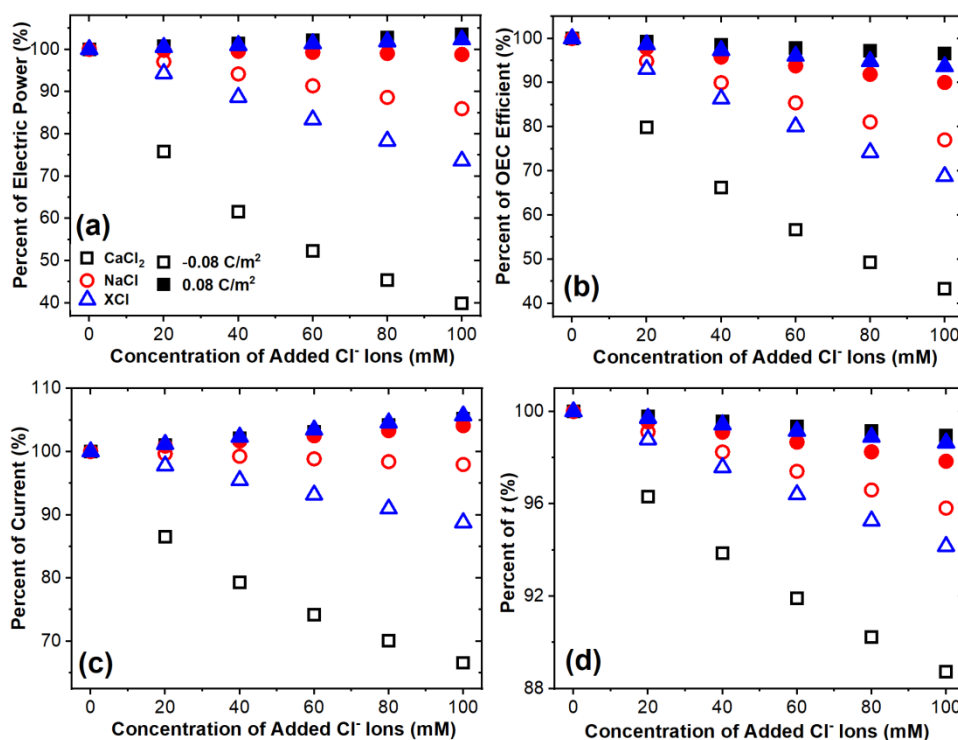 Percent of Electric Power (%)
100
90
80
70
60
50
40
(a)
CaCl₂
NaCl
XCl
-0.08 C/m²
0.08 C/m²
0 20 40 60 80 100
Concentration of Added Cl⁻ Ions (mM)
Percent of OEC Efficient (%)
100
90
80
70
60
50
40
(b)
0 20 40 60 80 100
Concentration of Added Cl⁻ Ions (mM)
Percent of Current (%)
110
100
90
80
70
(c)
0 20 40 60 80 100
Concentration of Added Cl⁻ Ions (mM)
Percent of t (%)
100
96
92
88
(d)
0 20 40 60 80 100
Concentration of Added Cl⁻ Ions (mM)